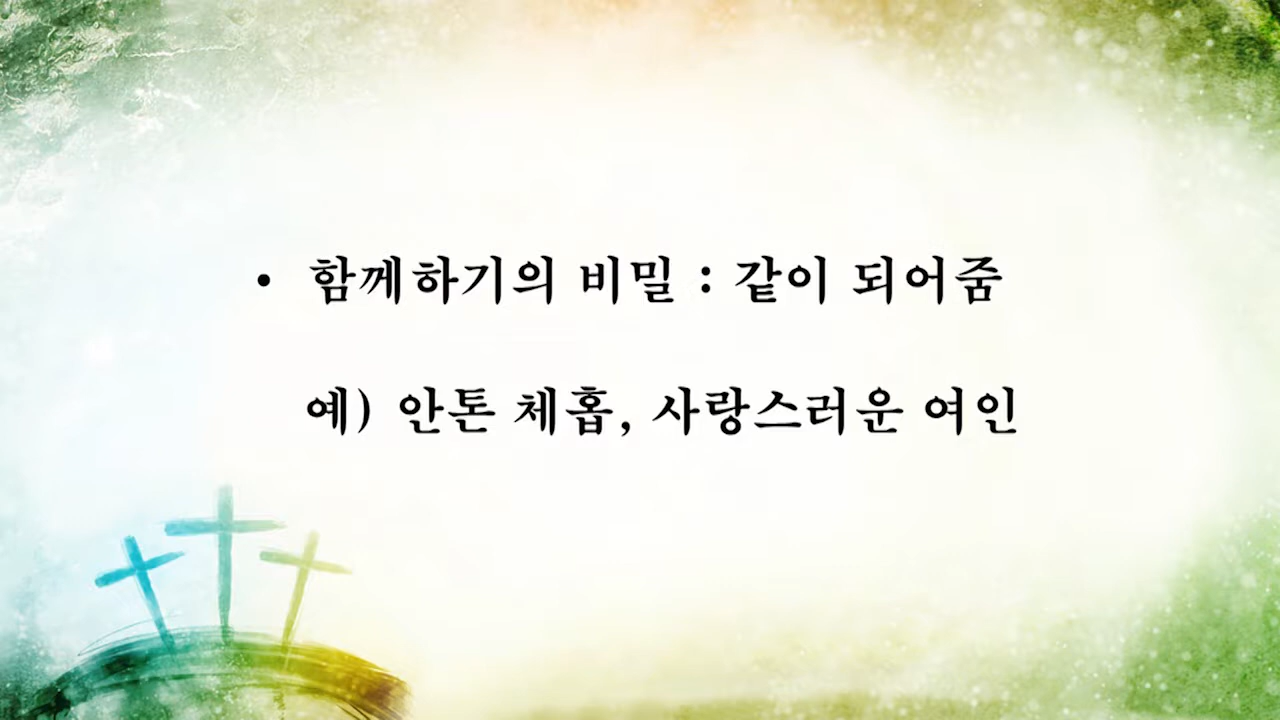 • 함께하기의 비밀 : 같이 되어줌
예) 안톤 체홉, 사랑스러운 여인